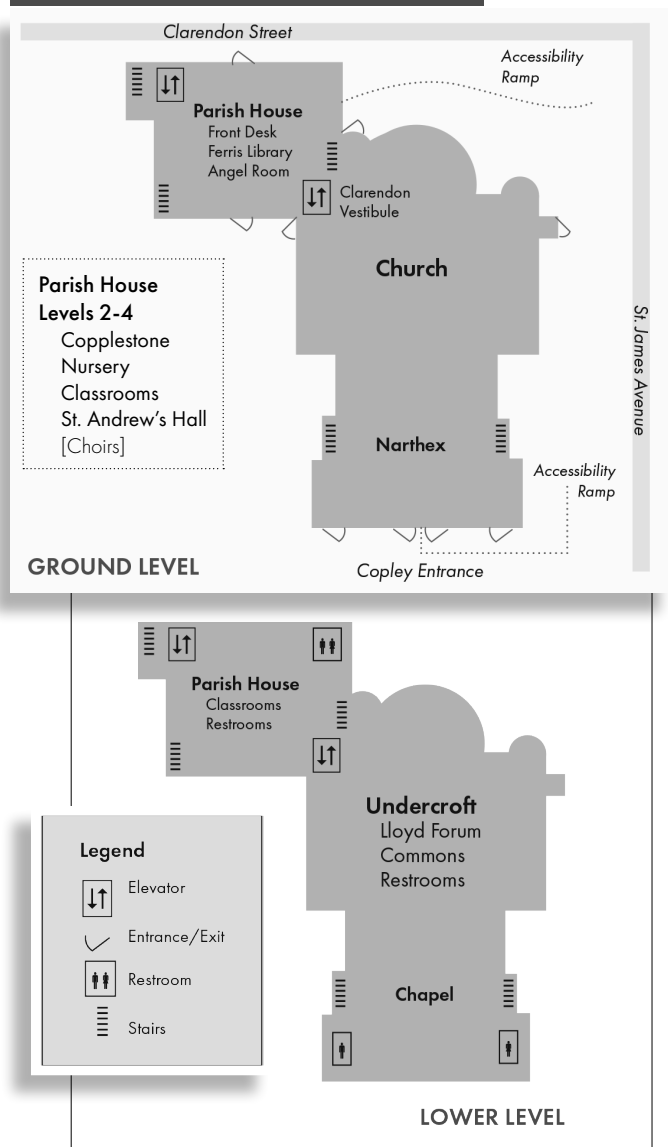 Clarendon Street
Accessibility
Ramp
Parish House
Front Desk
Ferris Library
Angel Room
Clarendon
Vestibule
Church
Parish House
Levels 2-4
Copplestone
Nursery
Classrooms
St. Andrew's Hall
[Choirs]
St. James Avenue
Narthex
Accessibility
Ramp
GROUND LEVEL
Copley Entrance
Parish House
Classrooms
Restrooms
Undercroft
Lloyd Forum
Commons
Restrooms
Legend
Elevator
Entrance/Exit
Restroom
Stairs
Chapel
LOWER LEVEL